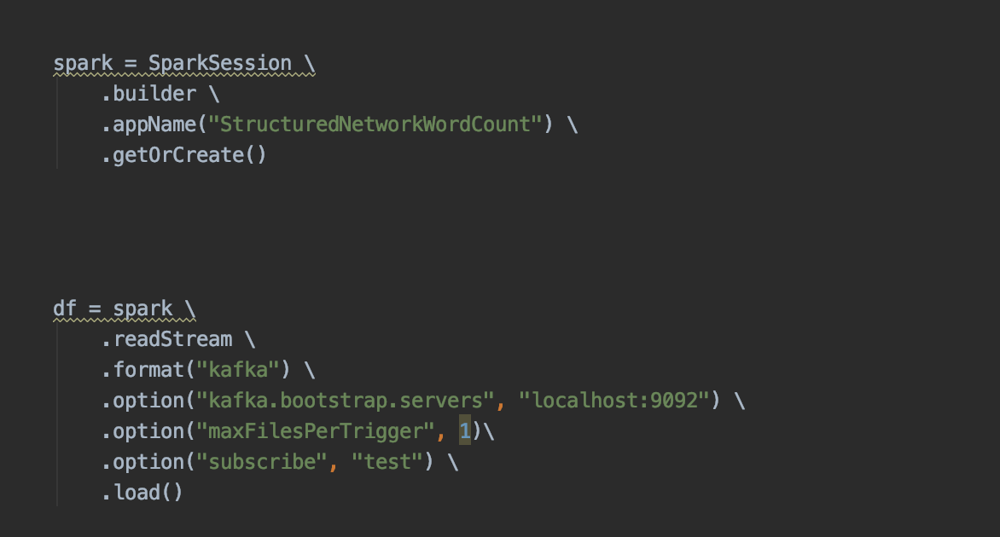 spark = SparkSession \
.builder \
.appName("StructuredNetworkWordCount") \
.getOrCreate()
df = spark \
.readStream \
.format("kafka") \
.option("kafka.bootstrap.servers", "localhost:9092") \
.option("maxFilesPerTrigger", 1)\
.option("subscribe", "test") \
.load()